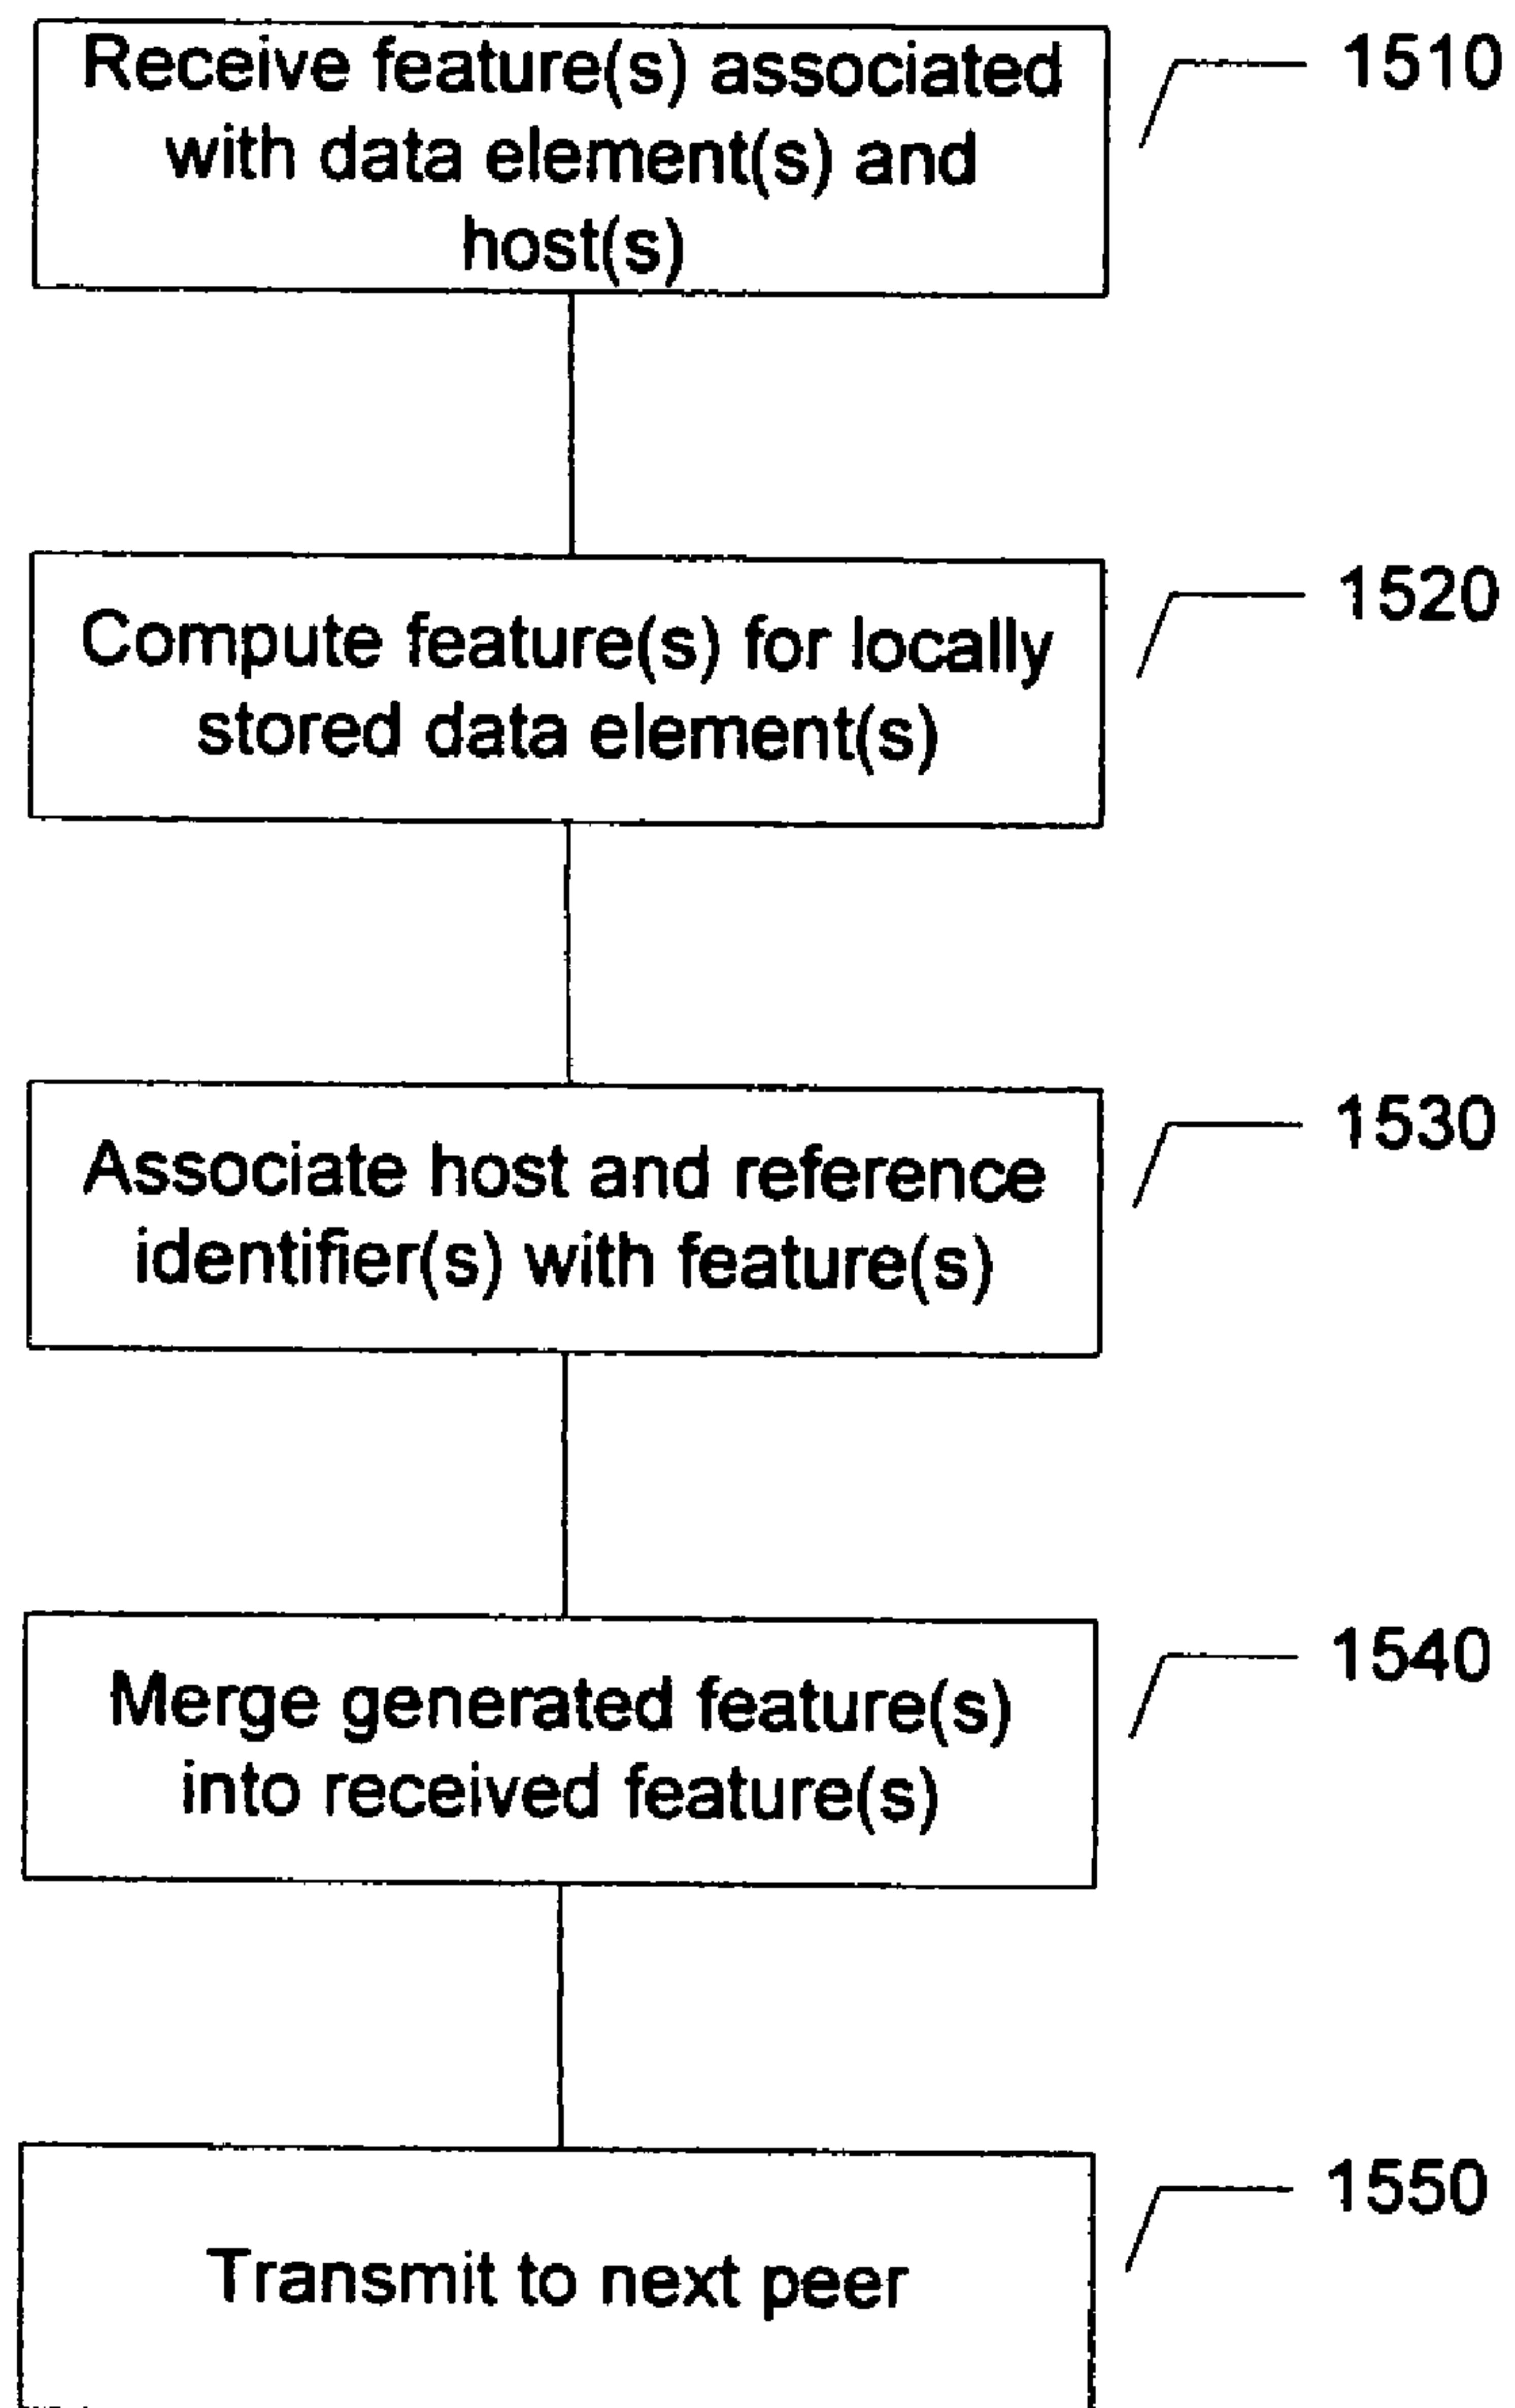 Receive feature(s) associated
with data element(s) and
host(s)
1510
Compute feature(s) for locally
stored data element(s)
1520
Associate host and reference
identifier(s) with feature(s)
1530
Merge generated feature(s)
into received feature(s)
1540
Transmit to next peer
1550